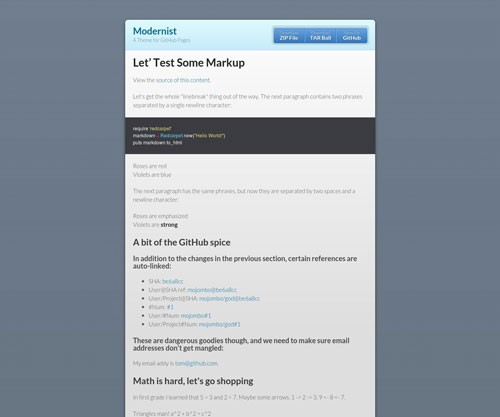 Modernist
A Theme for GitHub Pages
Download
ZIP File
Download
TAR Ball
GitHub
Let’ Test Some Markup
View the source of this content.
Let's get the whole "linebreak" thing out of the way. The next paragraph contains two phrases
separated by a single newline character:
require 'redcarpet'
markdown = Redcarpet.new("Hello World!")
puts markdown.to_html
Roses are red
Violets are blue
The next paragraph has the same phrases, but now they are separated by two spaces and a
newline character:
Roses are emphasized
Violets are strong
A bit of the GitHub spice
In addition to the changes in the previous section, certain references are
auto-linked:
SHA: be6a8cc
User@SHA ref: mojombo@be6a8cc
User/Project@SHA: mojombo/god@be6a8cc
#Num: #1
User/#Num: mojombo#1
User/Project#Num: mojombo/god#1
These are dangerous goodies though, and we need to make sure email
addresses don't get mangled:
My email addy is tom@github.com.
Math is hard, let's go shopping
In first grade I learned that 5 > 3 and 2 < 7. Maybe some arrows. 1 -> 2 -> 3. 9 <- 8 <- 7.
Triangles man! a^2 + b^2 = c^2